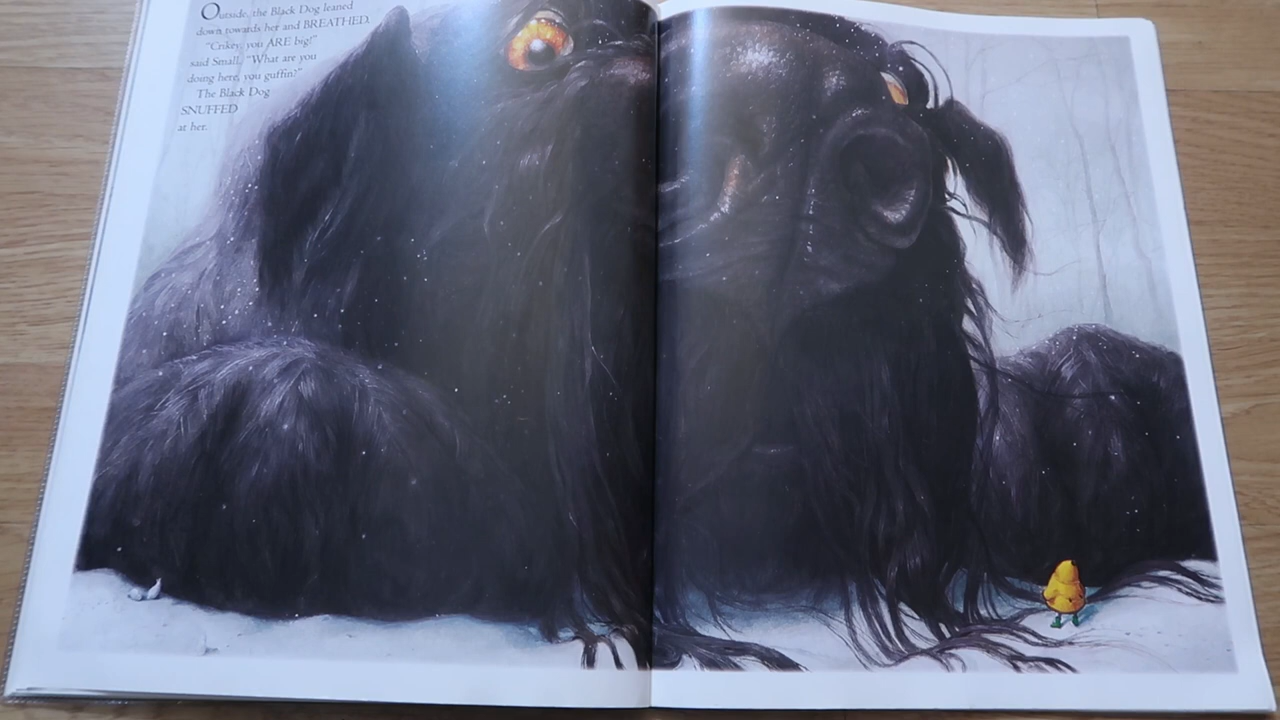 Outside, the Black Dog leaned
down towards her and BREATHED.
"Crikey, you ARE big!"
said Small, "What are you
doing here, you guffin?"
The Black Dog
SNUFFED
at her.